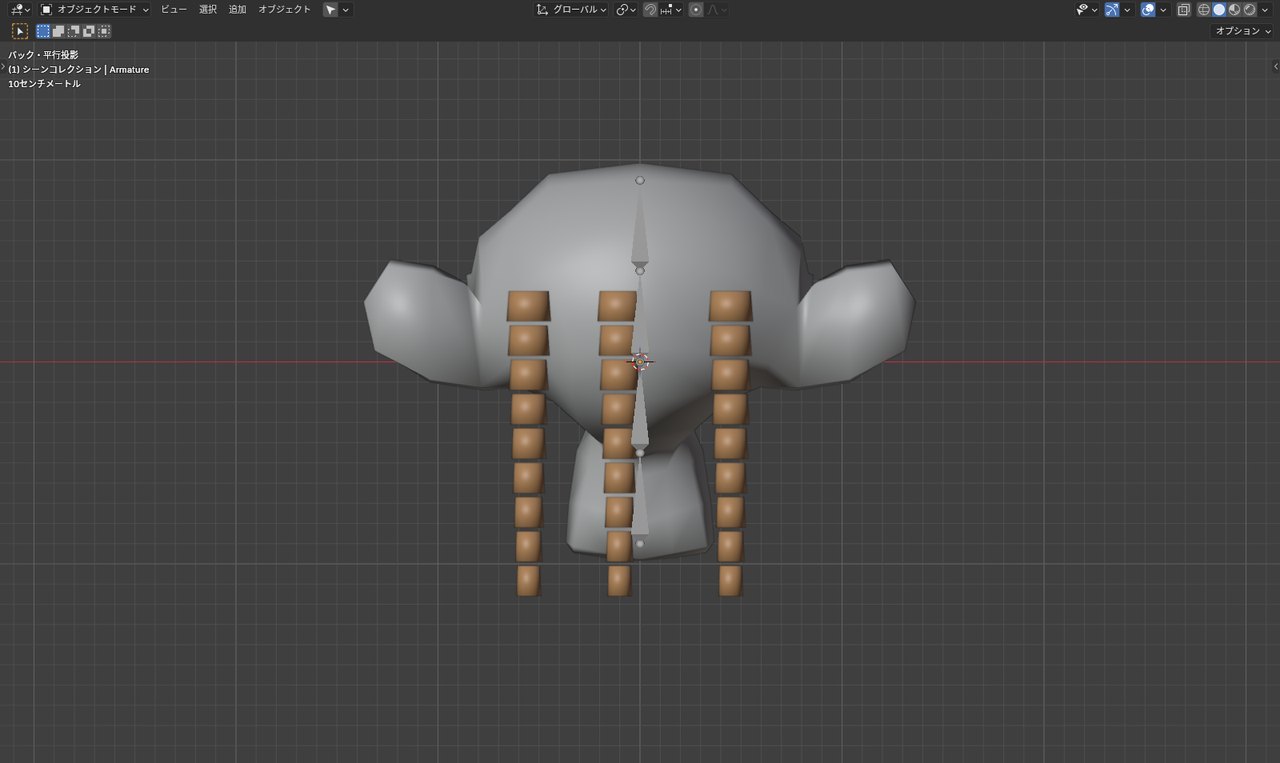 オブジェクトモード ビュー 選択 追加 オブジェクト グローバル
オプション
バック・平行投影
(1) シーンコレクション | Armature
10センチメートル